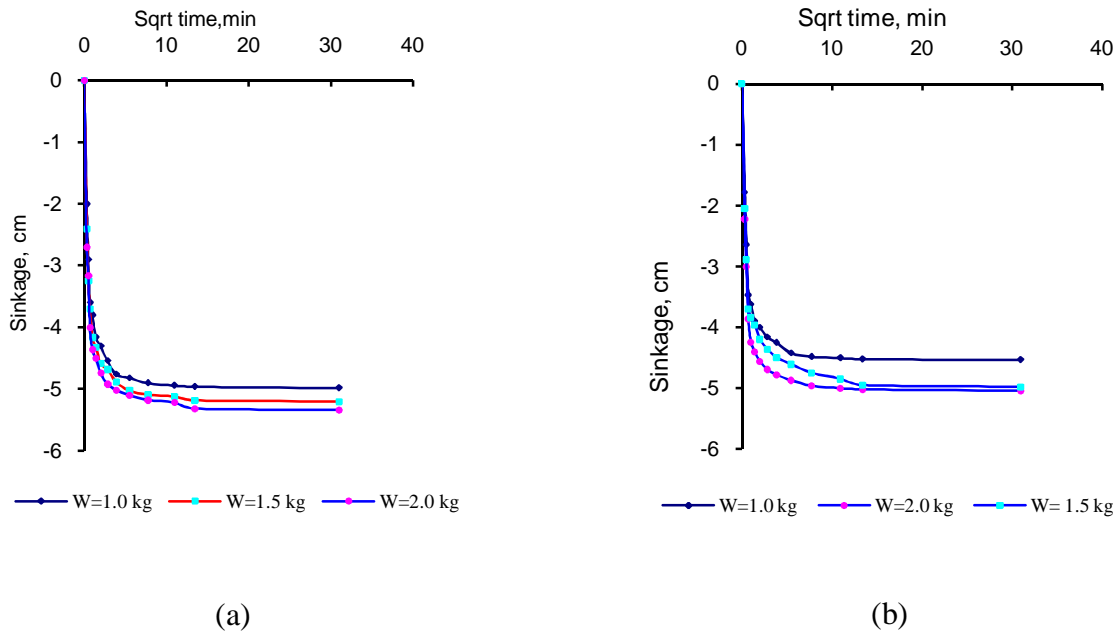 Sqrt time,min
0 10 20 30 40
0
-1
-2
-3
-4
-5
-6
Sinkage, cm
W=1.0 kg W=1.5 kg W=2.0 kg
(a)
Sqrt time, min
0 10 20 30 40
0
-1
-2
-3
-4
-5
-6
Sinkage, cm
W=1.0 kg W=2.0 kg W= 1.5 kg
(b)